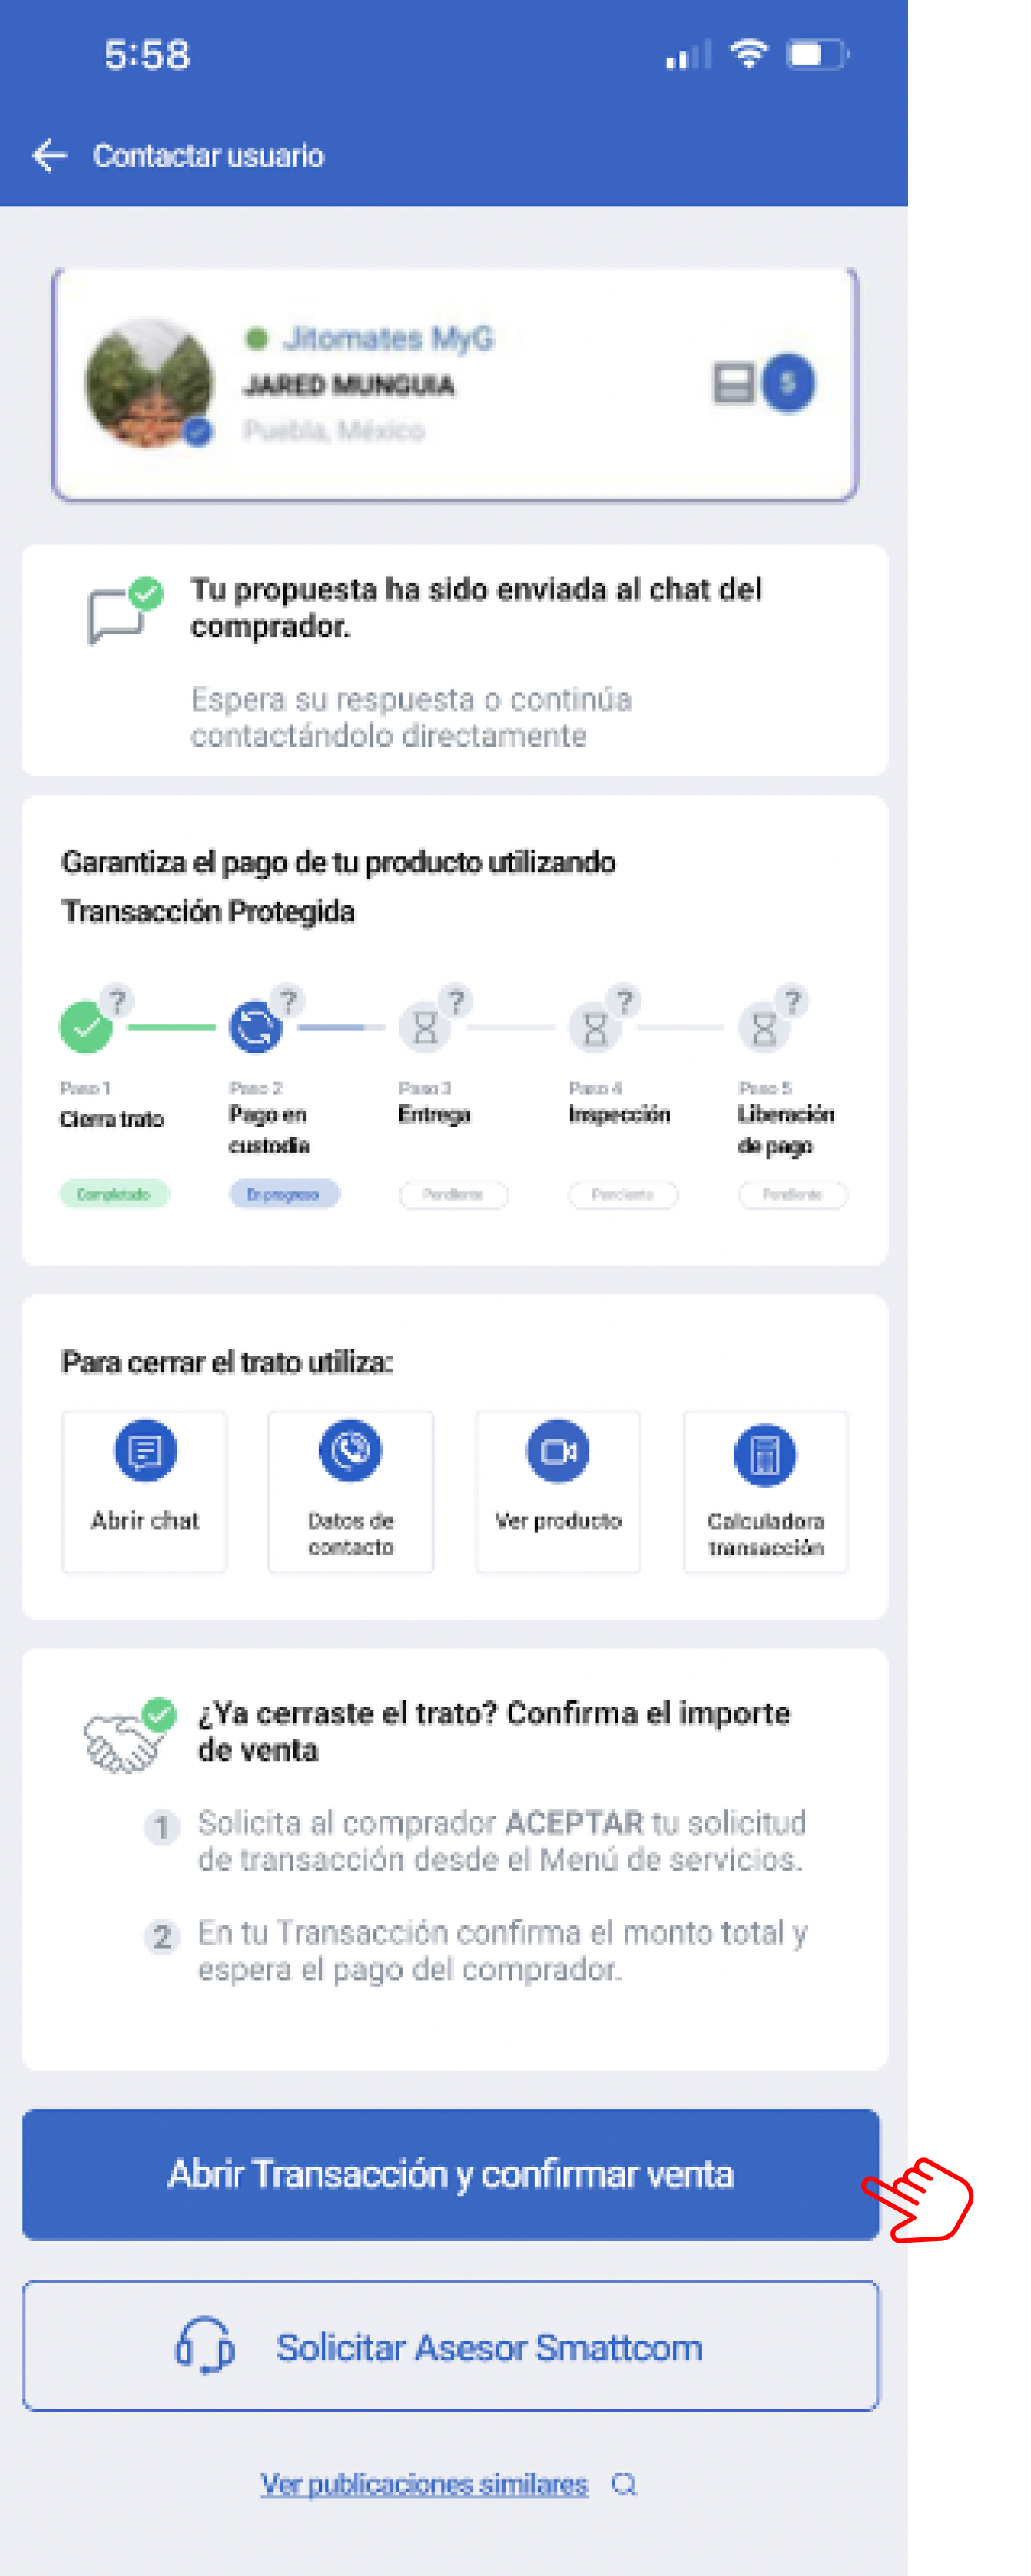 5:58
Contactar usuario
Jitomates MyG
JARED MUNGUIA
Puebla, México
5
Tu propuesta ha sido enviada al chat del
comprador.
Espera su respuesta o continúa
contactándolo directamente
Garantiza el pago de tu producto utilizando
Transacción Protegida
? ? ? ? ?
Paso 1 Paso 2 Paso 3 Paso 4 Paso 5
Cierra trato Pago en Entrega Inspección Liberación
custodia de pago
Completado En progreso Pendiente Pendiente Pendiente
Para cerrar el trato utiliza:
Abrir chat Datos de Ver producto Calculadora
contacto transacción
¿Ya cerraste el trato? Confirma el importe
de venta
1 Solicita al comprador ACEPTAR tu solicitud
de transacción desde el Menú de servicios.
2 En tu Transacción confirma el monto total y
espera el pago del comprador.
Abrir Transacción y confirmar venta
Solicitar Asesor Smattcom
Ver publicaciones similares